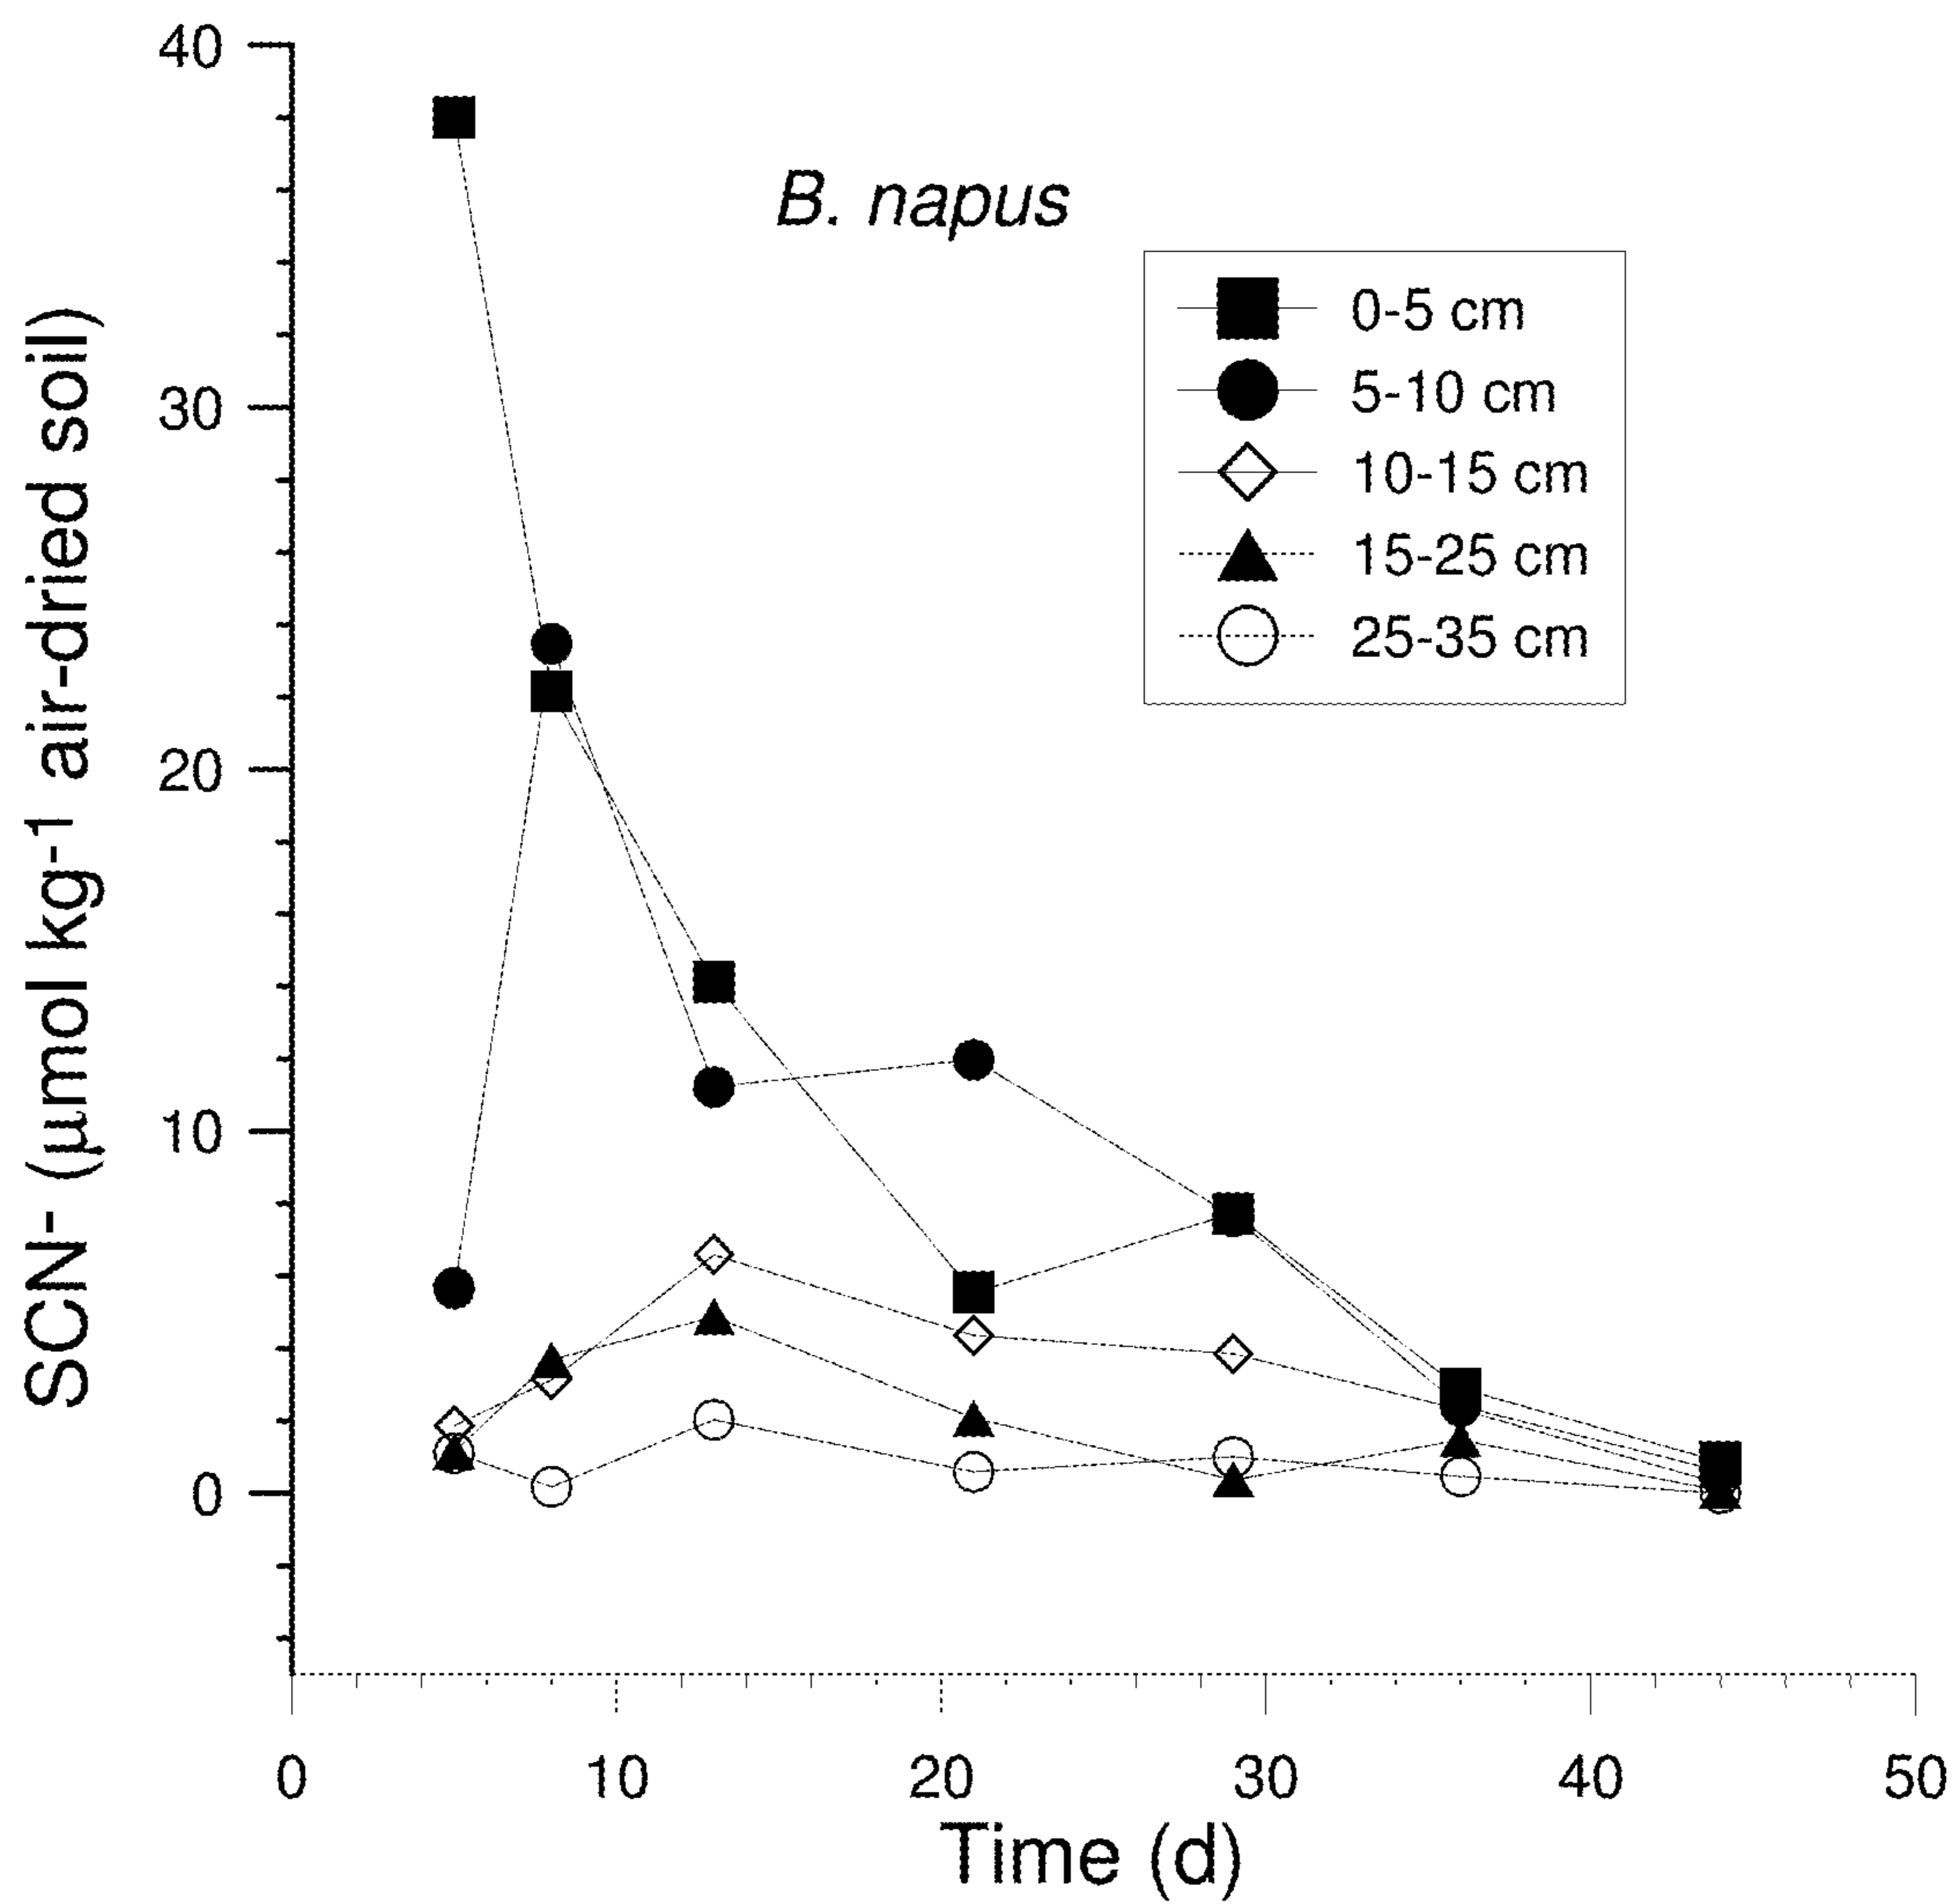 40
30
20
10
0
SCN- (µmol kg-1 air-dried soil)
B. napus
0-5 cm
5-10 cm
10-15 cm
15-25 cm
25-35 cm
0 10 20 30 40 50
Time (d)